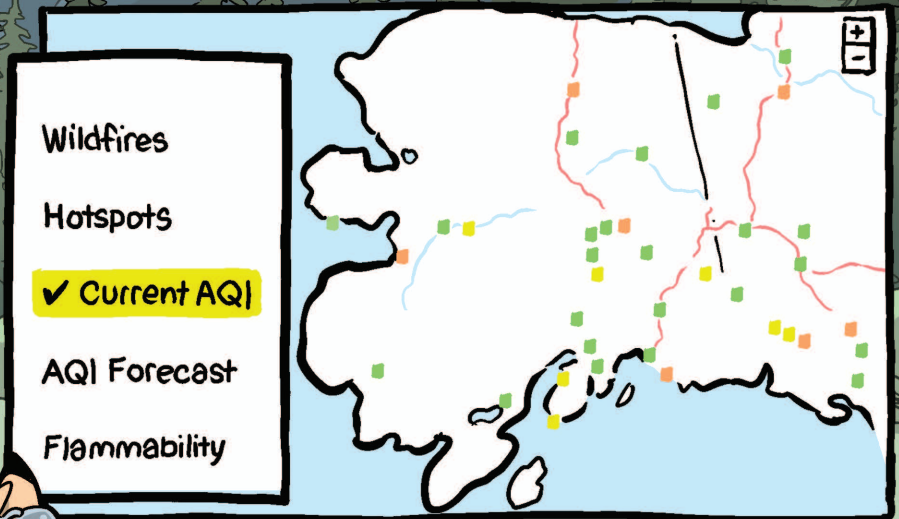 Wildfires
Hotspots
✔ Current AQI
AQI Forecast
Flammability
+
-